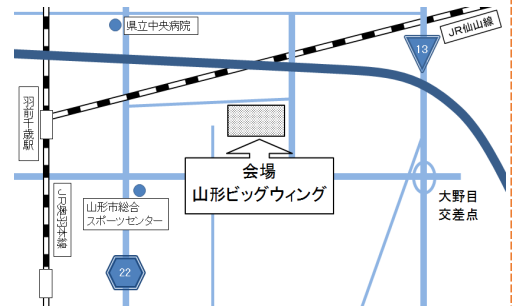 県立中央病院
JR仙山線
13
羽前千歳駅
会場
山形ビッグウィング
大野目
交差点
JR奥羽本線
山形市総合
スポーツセンター
22